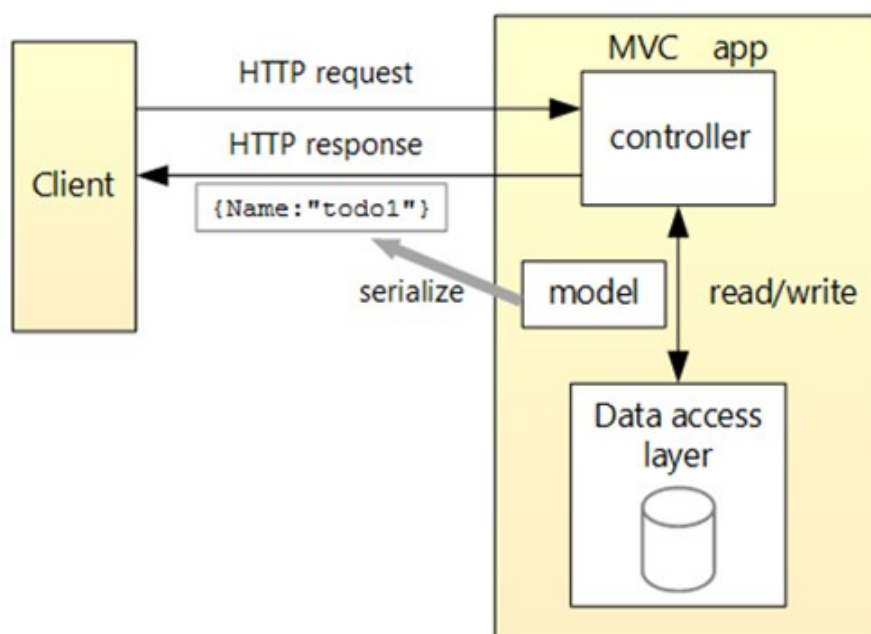 MVC app
HTTP request
controller
HTTP response
Client
{Name:"todo1"}
serialize
model
read/write
Data access
layer